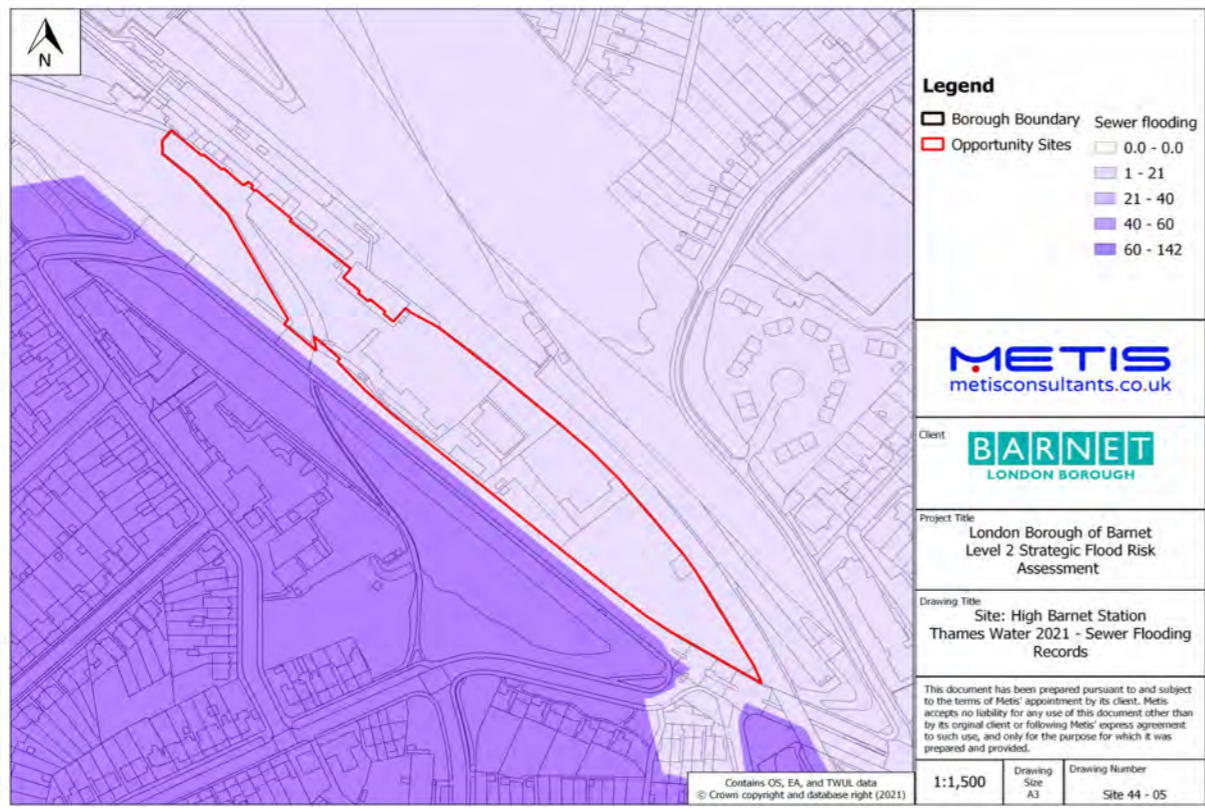 N
Legend
Borough Boundary
Opportunity Sites
Sewer flooding
0.0 - 0.0
1 - 21
21 - 40
40 - 60
60 - 142
METIS
metisconsultants.co.uk
Client
BARNET
LONDON BOROUGH
Project Title
London Borough of Barnet
Level 2 Strategic Flood Risk
Assessment
Drawing Title
Site: High Barnet Station
Thames Water 2021 - Sewer Flooding
Records
This document has been prepared pursuant to and subject
to the terms of Metis' appointment by its client. Metis
accepts no liability for any use of this document other than
by its orginal client or following Metis' express agreement
to such use, and only for the purpose for which it was
prepared and provided.
1:1,500
Drawing
Size
A3
Drawing Number
Site 44 - 05
Contains OS, EA, and TWUL data
© Crown copyright and database right (2021)